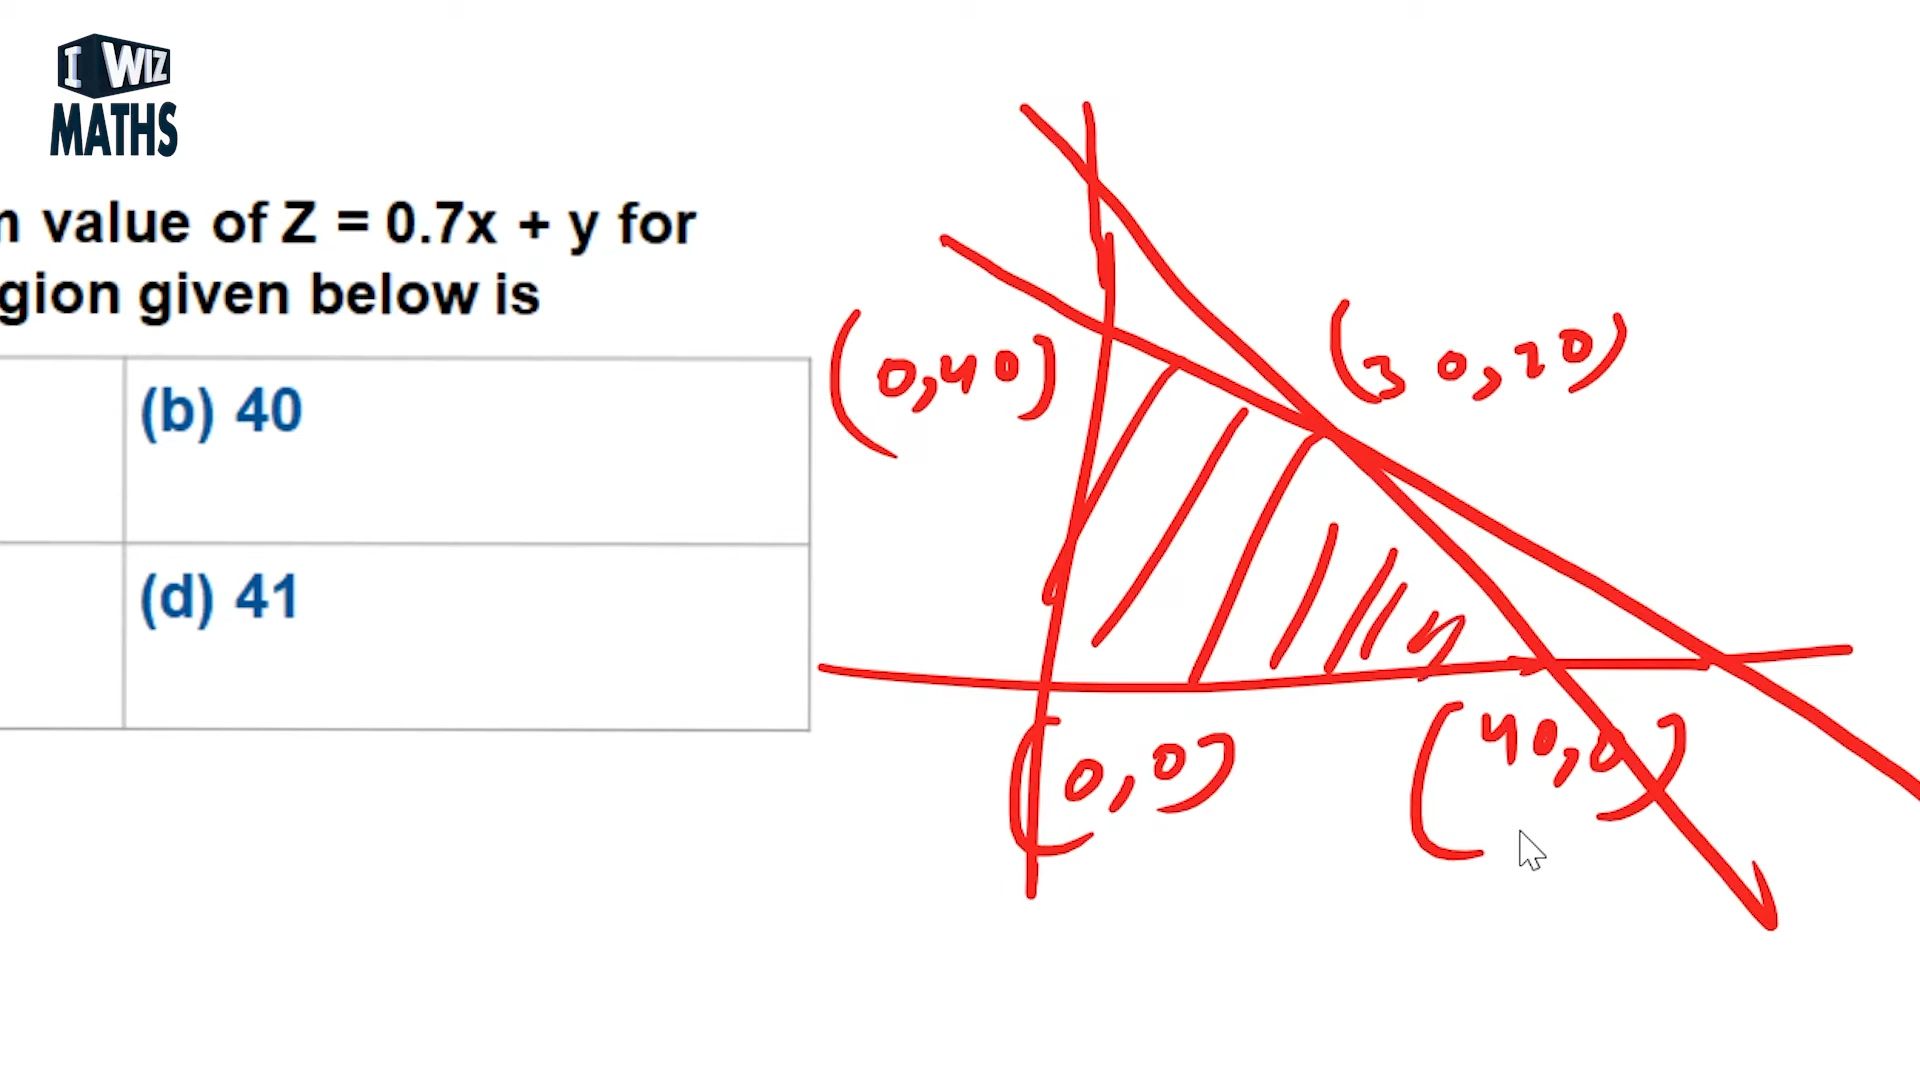 I WIZ
MATHS
n value of Z = 0.7x + y for
gion given below is
(b) 40
(d) 41
(0,40)
(30,20)
(0,0)
(40,0)